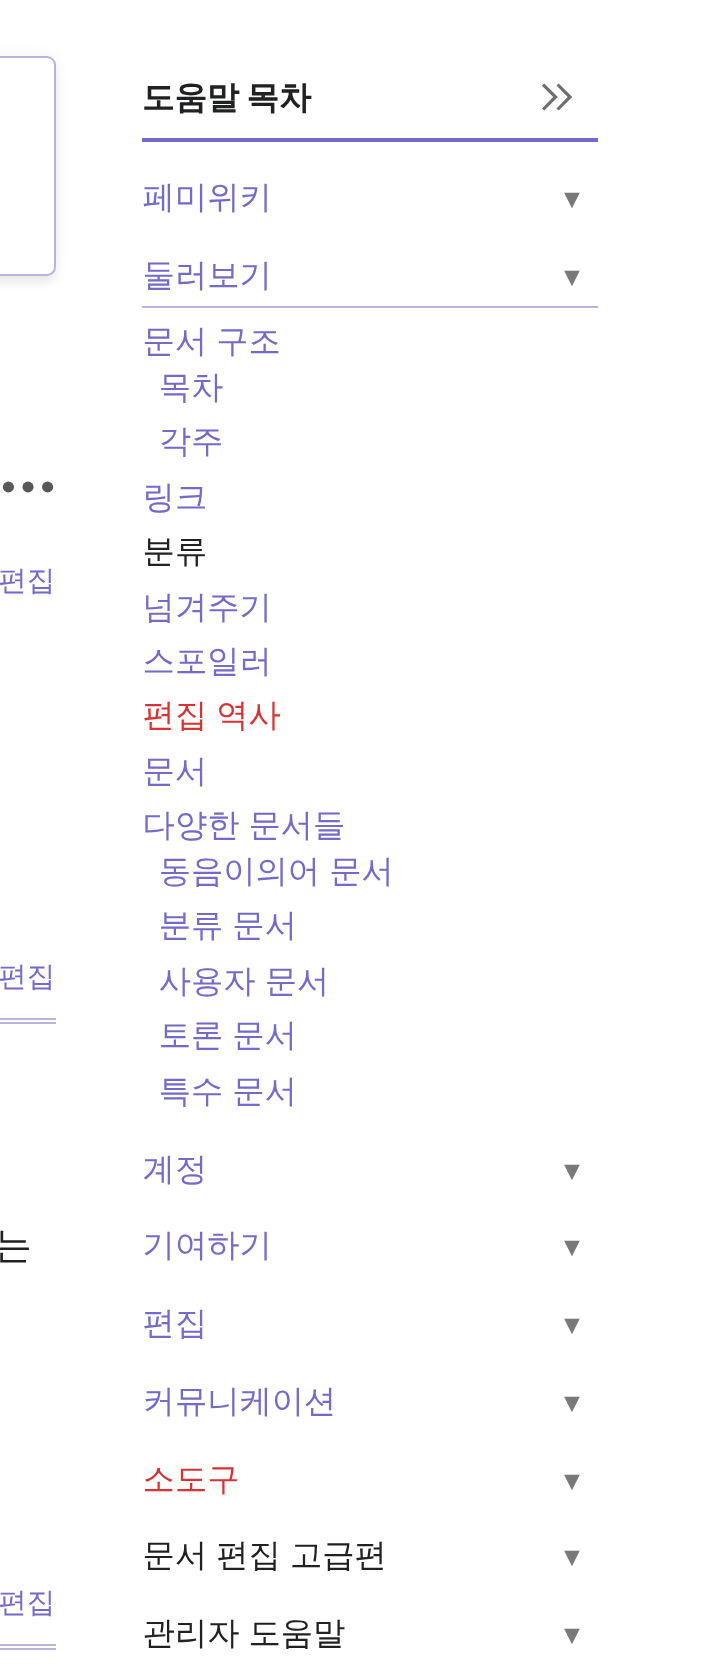 도움말 목차
페미위키 ▼
둘러보기 ▼
문서 구조
목차
각주
링크
편집
분류
넘겨주기
스포일러
편집 역사
문서
다양한 문서들
동음이의어 문서
분류 문서
편집
사용자 문서
토론 문서
특수 문서
계정 ▼
는
기여하기 ▼
편집 ▼
커뮤니케이션 ▼
소도구 ▼
문서 편집 고급편 ▼
편집
관리자 도움말 ▼